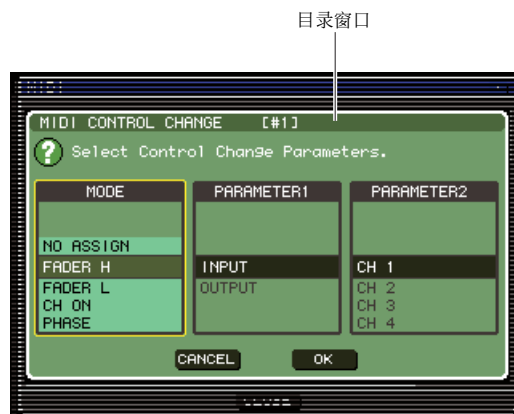 目录窗口
MIDI
MIDI CONTROL CHANGE [#1]
Select Control Change Parameters.
MODE
NO ASSIGN
FADER H
FADER L
CH ON
PHASE
PARAMETER1
INPUT
OUTPUT
PARAMETER2
CH 1
CH 2
CH 3
CH 4
CANCEL
OK